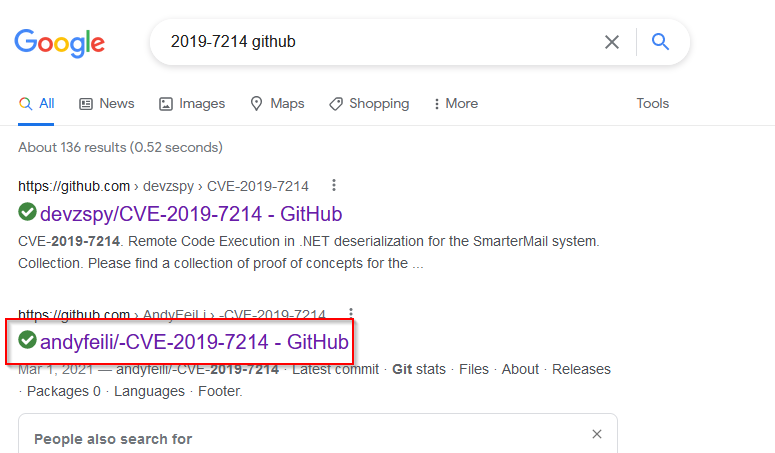 Google
2019-7214 github
All News Images Maps Shopping More Tools
About 136 results (0.52 seconds)
https://github.com › devzspy › CVE-2019-7214
devzspy/CVE-2019-7214 - GitHub
CVE-2019-7214. Remote Code Execution in .NET deserialization for the SmarterMail system.
Collection. Please find a collection of proof of concepts for the ...
https://github.com › AndyFeiLi › -CVE-2019-7214
andyfeili/-CVE-2019-7214 - GitHub
Mar 1, 2021 — andyfeili/-CVE-2019-7214 · Latest commit · Git stats · Files · About · Releases
· Packages 0 · Languages · Footer.
People also search for